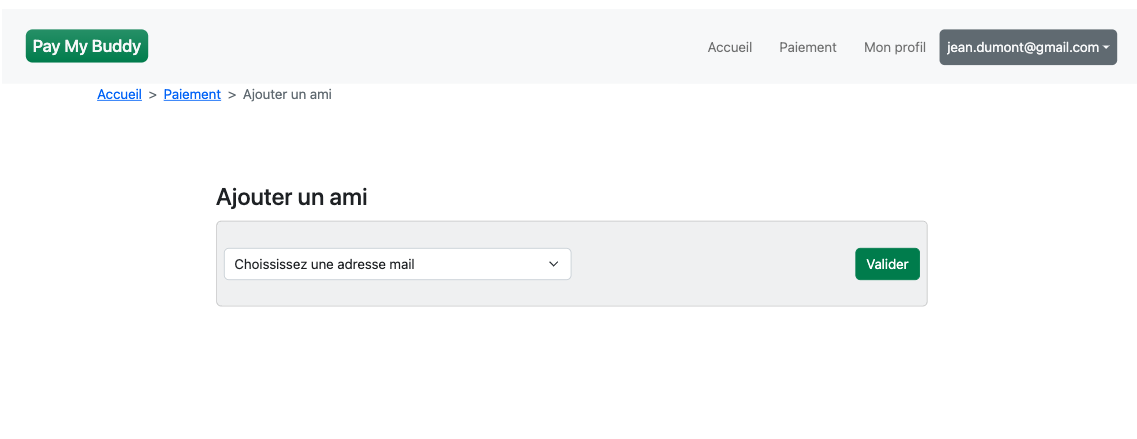 Pay My Buddy
Accueil Paiement Mon profil jean.dumont@gmail.com
Accueil > Paiement > Ajouter un ami
Ajouter un ami
Choississez une adresse mail Valider